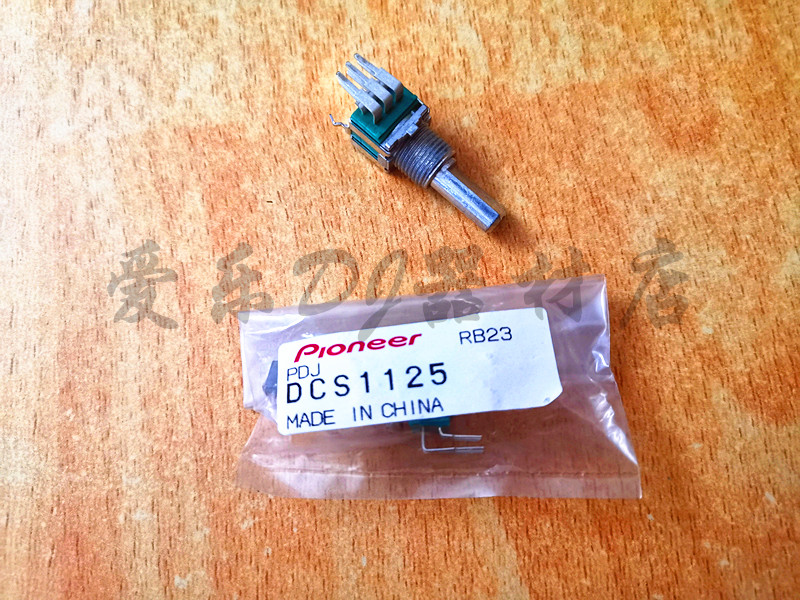 爱乐DJ器材店
Pioneer RB23
PDJ
DCS1125
MADE IN CHINA